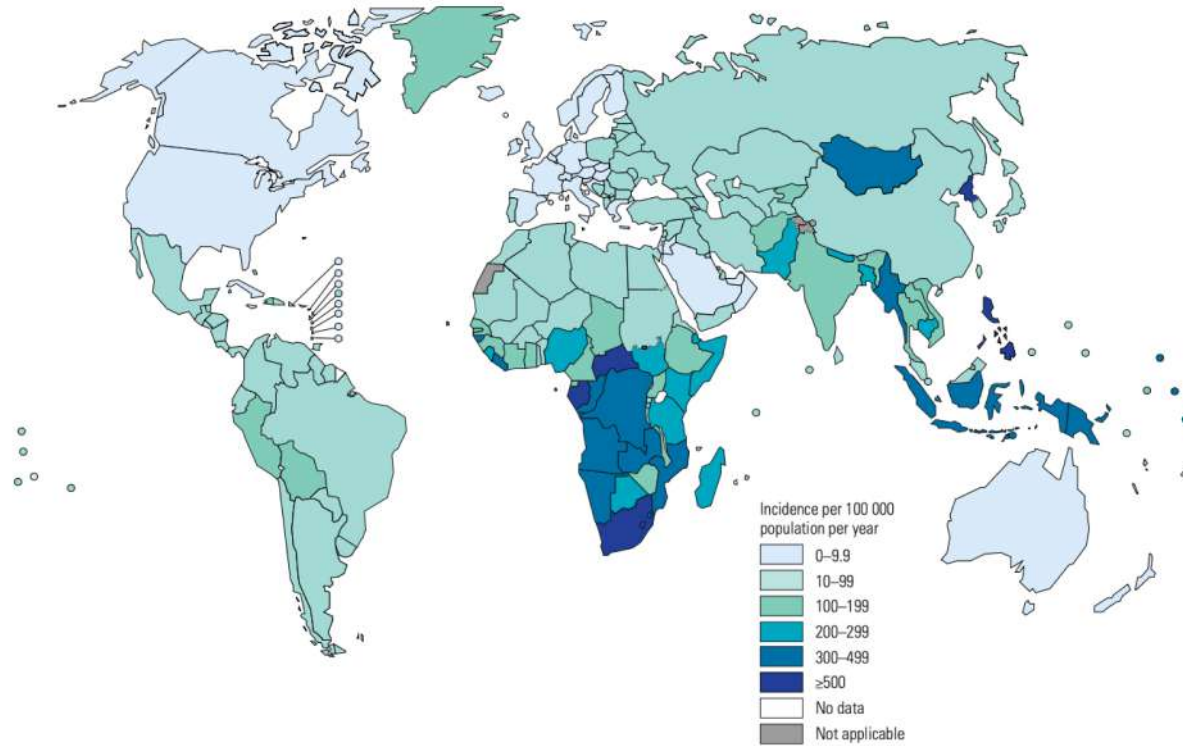 Incidence per 100 000
population per year
0–9.9
10–99
100–199
200–299
300–499
≥500
No data
Not applicable